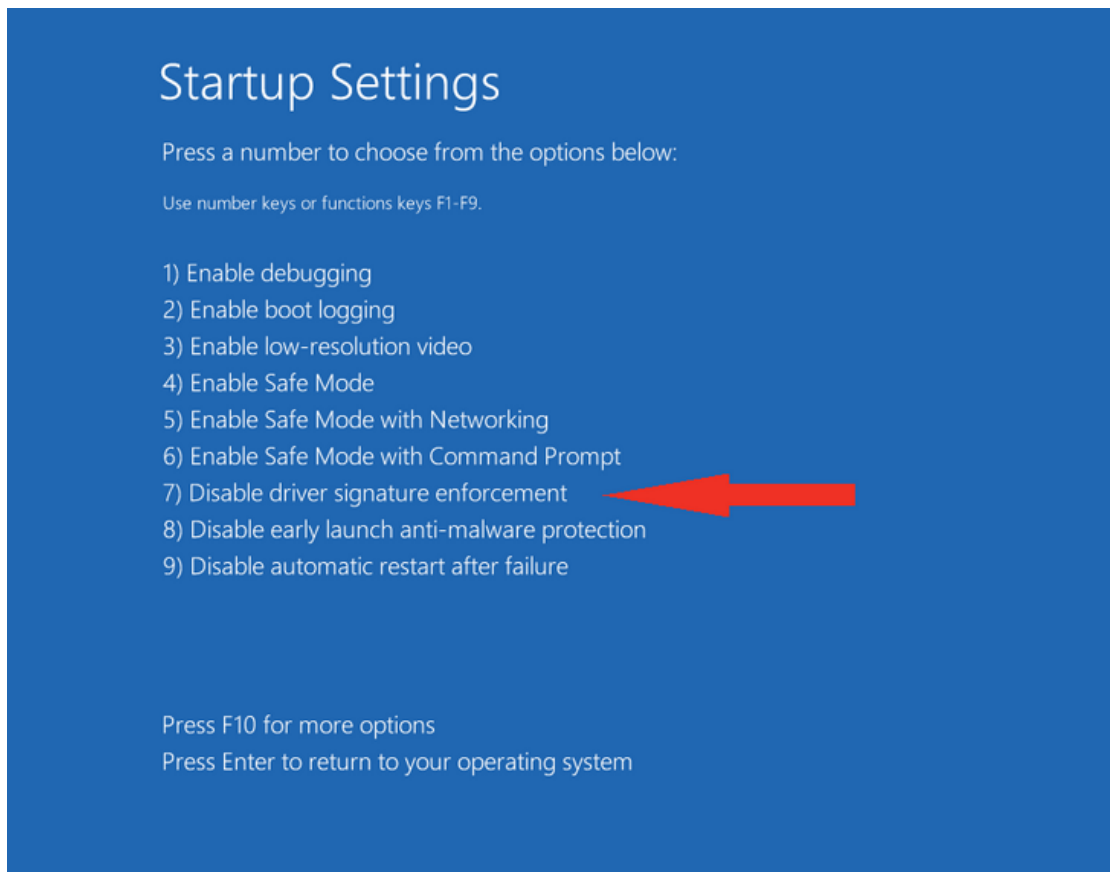 Startup Settings
Press a number to choose from the options below:
Use number keys or functions keys F1-F9.
1) Enable debugging
2) Enable boot logging
3) Enable low-resolution video
4) Enable Safe Mode
5) Enable Safe Mode with Networking
6) Enable Safe Mode with Command Prompt
7) Disable driver signature enforcement
8) Disable early launch anti-malware protection
9) Disable automatic restart after failure
Press F10 for more options
Press Enter to return to your operating system